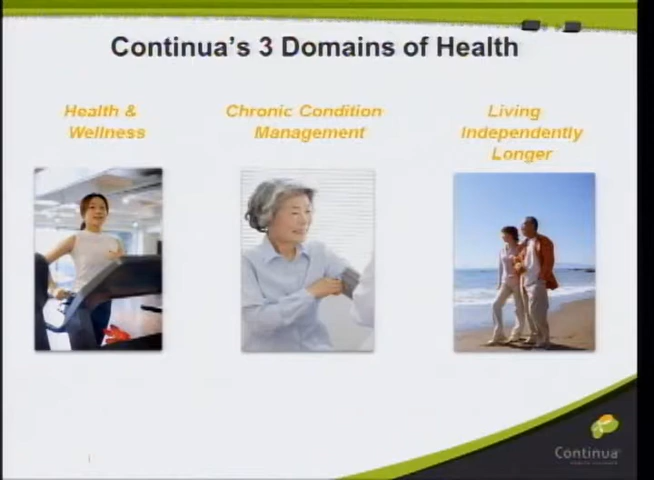 Continua's 3 Domains of Health
Health &
Wellness
Chronic Condition
Management
Living
Independently
Longer
Continua